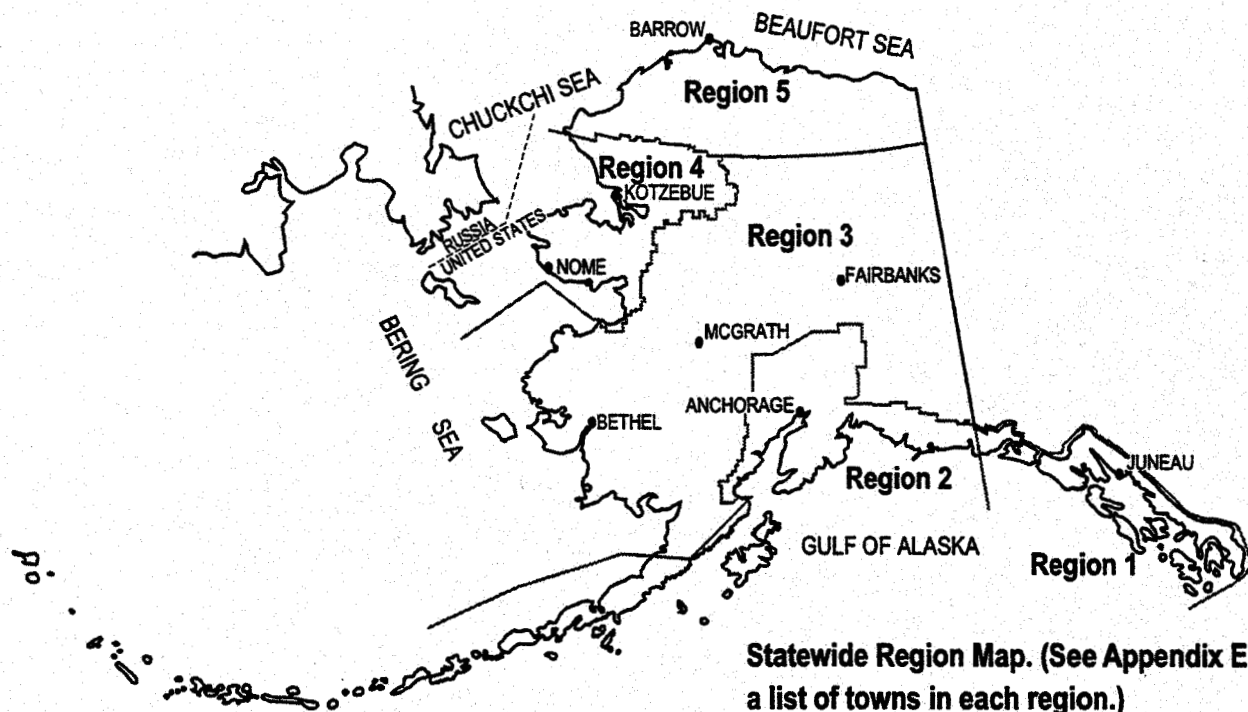 BARROW
BEAUFORT SEA
Region 5
CHUCKCHI SEA
Region 4
KOTZEBUE
RUSSIA
UNITED STATES
Region 3
NOME
FAIRBANKS
MCGRATH
BERING SEA
ANCHORAGE
BETHEL
JUNEAU
Region 2
GULF OF ALASKA
Region 1
Statewide Region Map. (See Appendix E
a list of towns in each region.)